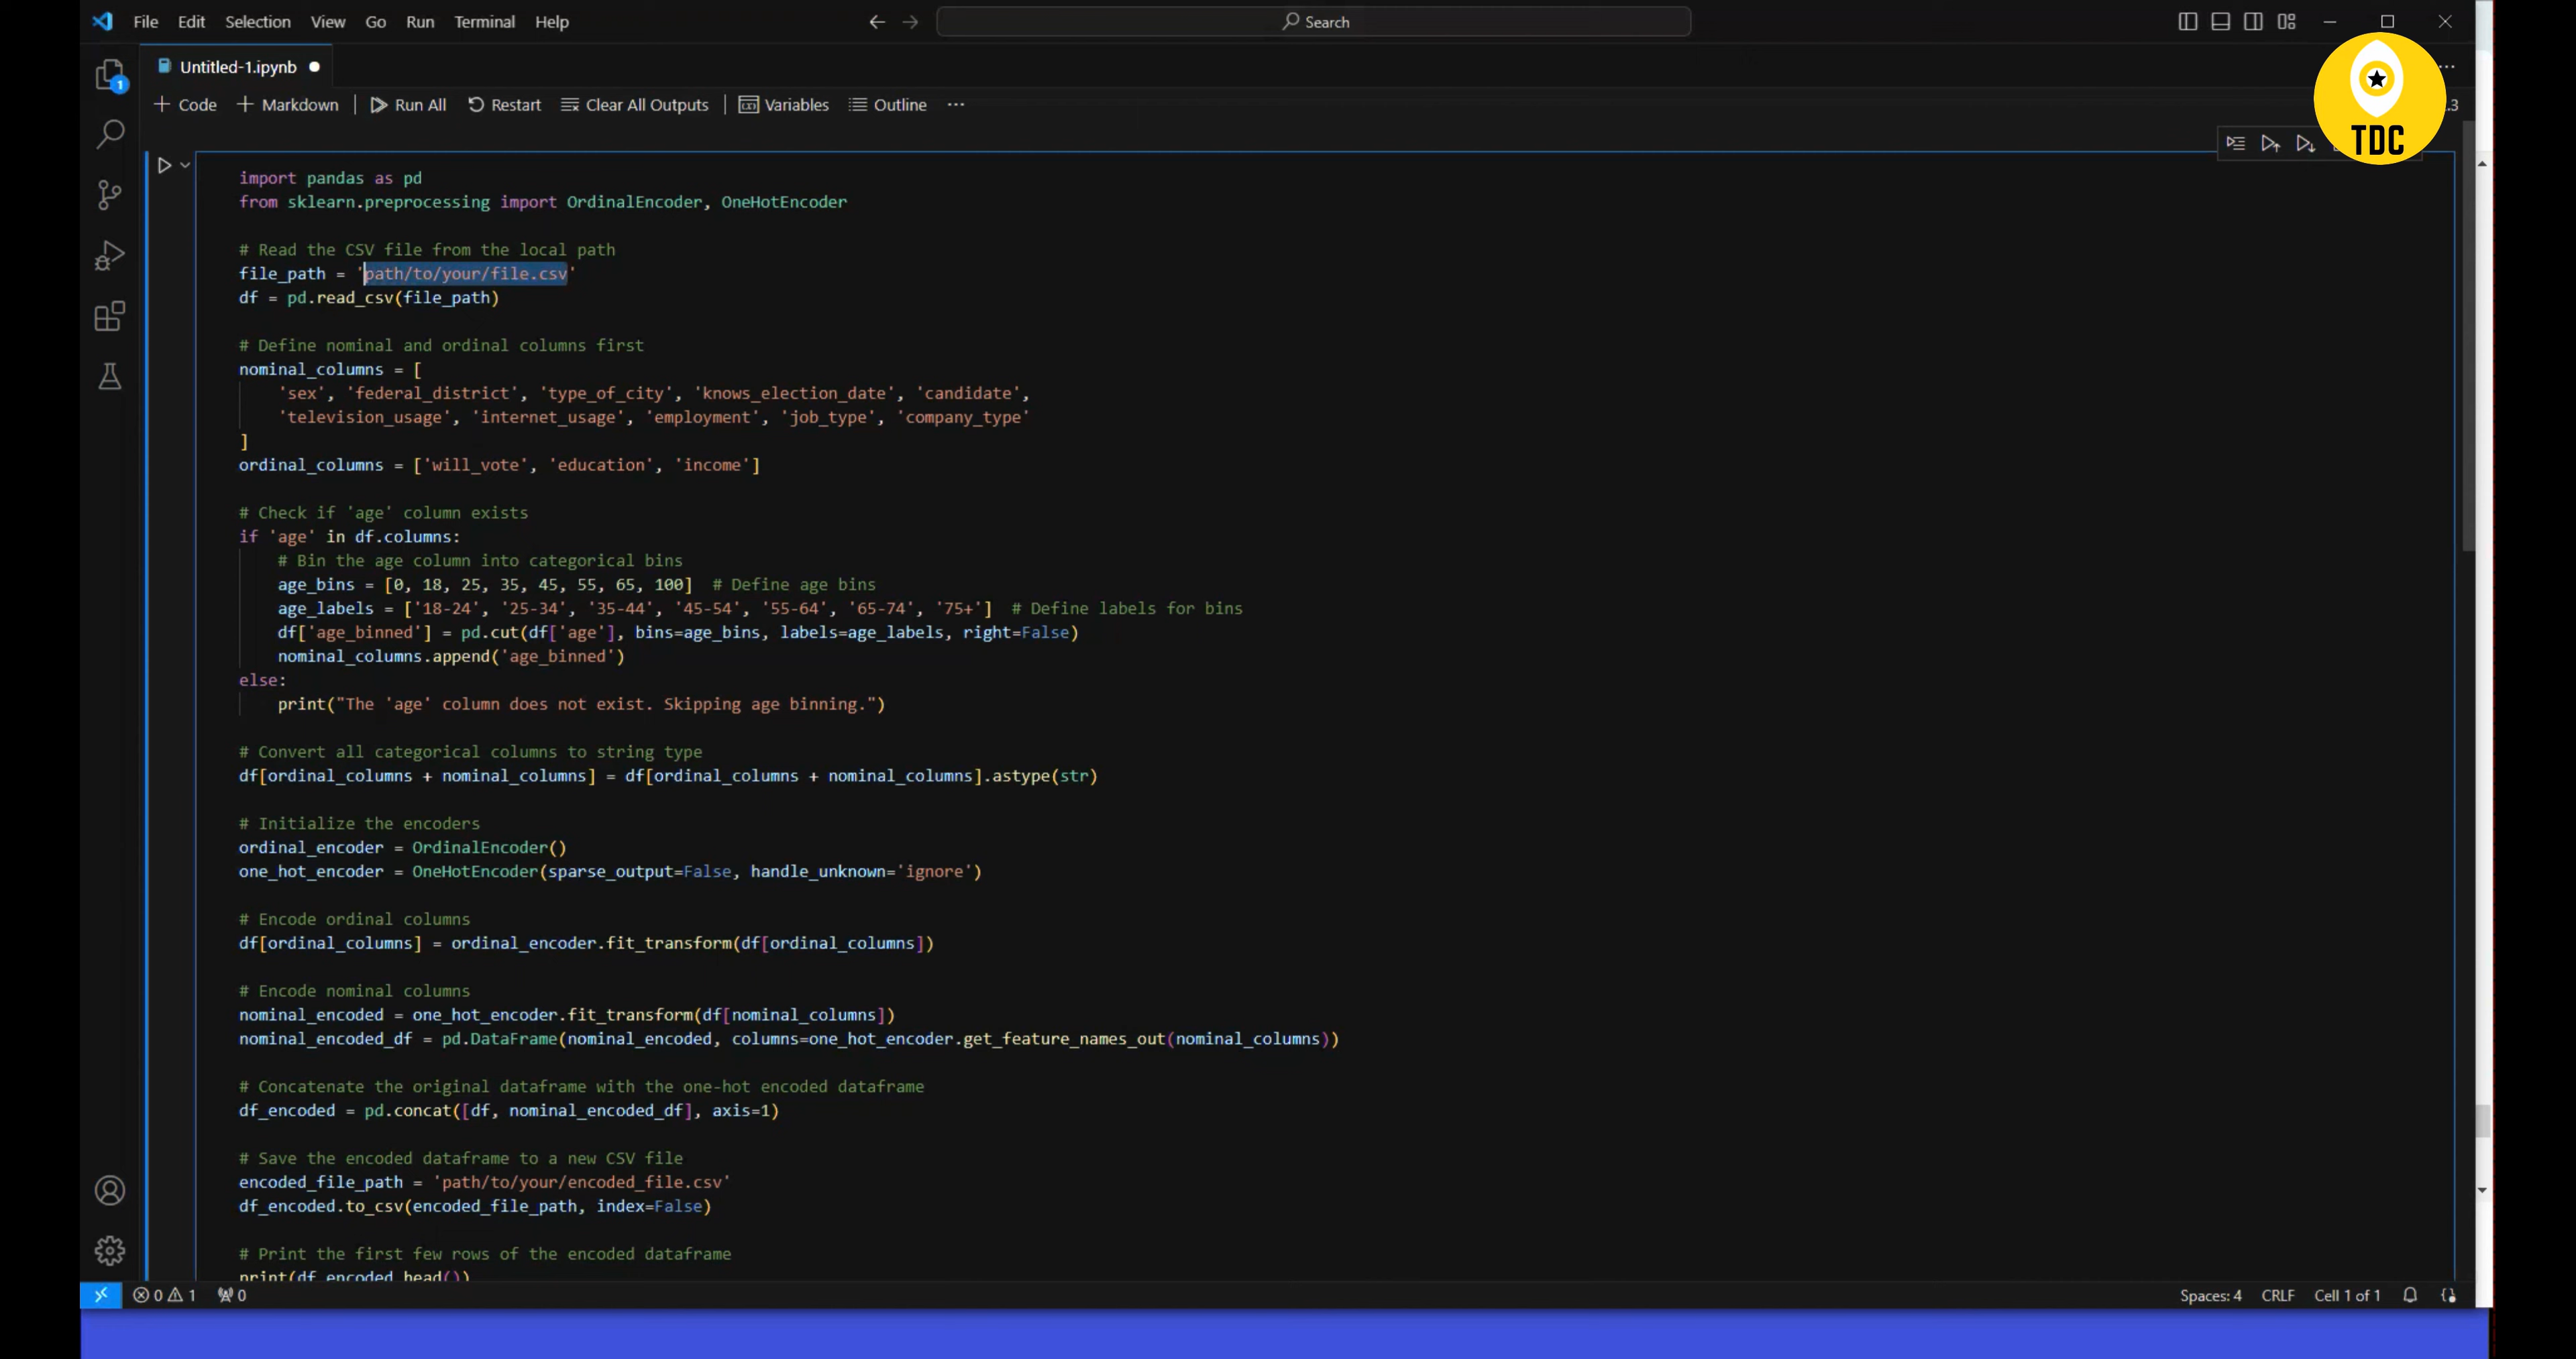 File Edit Selection View Go Run Terminal Help
Search
Untitled-1.ipynb
1
Code Markdown Run All Restart Clear All Outputs Variables Outline ...
.3
TDC
import pandas as pd
from sklearn.preprocessing import OrdinalEncoder, OneHotEncoder
# Read the CSV file from the local path
file_path = 'path/to/your/file.csv'
df = pd.read_csv(file_path)
# Define nominal and ordinal columns first
nominal_columns = [
'sex', 'federal_district', 'type_of_city', 'knows_election_date', 'candidate',
'television_usage', 'internet_usage', 'employment', 'job_type', 'company_type'
]
ordinal_columns = ['will_vote', 'education', 'income']
# Check if 'age' column exists
if 'age' in df.columns:
# Bin the age column into categorical bins
age_bins = [0, 18, 25, 35, 45, 55, 65, 100]  # Define age bins
age_labels = ['18-24', '25-34', '35-44', '45-54', '55-64', '65-74', '75+']  # Define labels for bins
df['age_binned'] = pd.cut(df['age'], bins=age_bins, labels=age_labels, right=False)
nominal_columns.append('age_binned')
else:
print("The 'age' column does not exist. Skipping age binning.")
# Convert all categorical columns to string type
df[ordinal_columns + nominal_columns] = df[ordinal_columns + nominal_columns].astype(str)
# Initialize the encoders
ordinal_encoder = OrdinalEncoder()
one_hot_encoder = OneHotEncoder(sparse_output=False, handle_unknown='ignore')
# Encode ordinal columns
df[ordinal_columns] = ordinal_encoder.fit_transform(df[ordinal_columns])
# Encode nominal columns
nominal_encoded = one_hot_encoder.fit_transform(df[nominal_columns])
nominal_encoded_df = pd.DataFrame(nominal_encoded, columns=one_hot_encoder.get_feature_names_out(nominal_columns))
# Concatenate the original dataframe with the one-hot encoded dataframe
df_encoded = pd.concat([df, nominal_encoded_df], axis=1)
# Save the encoded dataframe to a new CSV file
encoded_file_path = 'path/to/your/encoded_file.csv'
df_encoded.to_csv(encoded_file_path, index=False)
# Print the first few rows of the encoded dataframe
print(df_encoded.head())
0 1 0 Spaces: 4 CRLF Cell 1 of 1